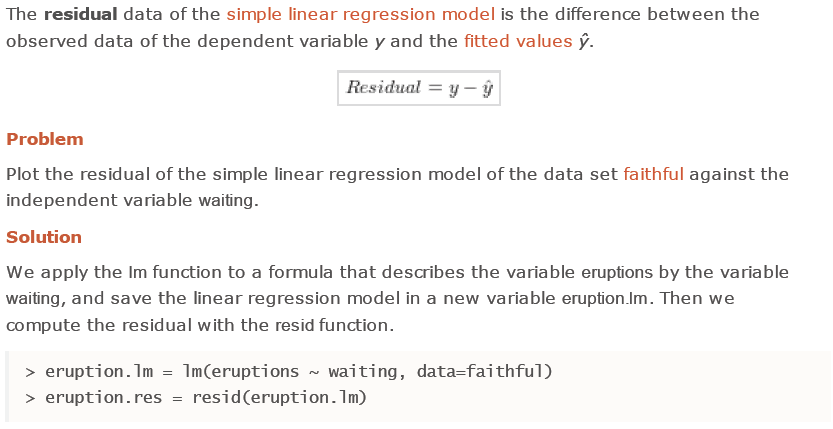 The residual data of the simple linear regression model is the difference between the
observed data of the dependent variable y and the fitted values ŷ.
Residual = y − ŷ
Problem
Plot the residual of the simple linear regression model of the data set faithful against the
independent variable waiting.
Solution
We apply the lm function to a formula that describes the variable eruptions by the variable
waiting, and save the linear regression model in a new variable eruption.lm. Then we
compute the residual with the resid function.
> eruption.lm = lm(eruptions ~ waiting, data=faithful)
> eruption.res = resid(eruption.lm)